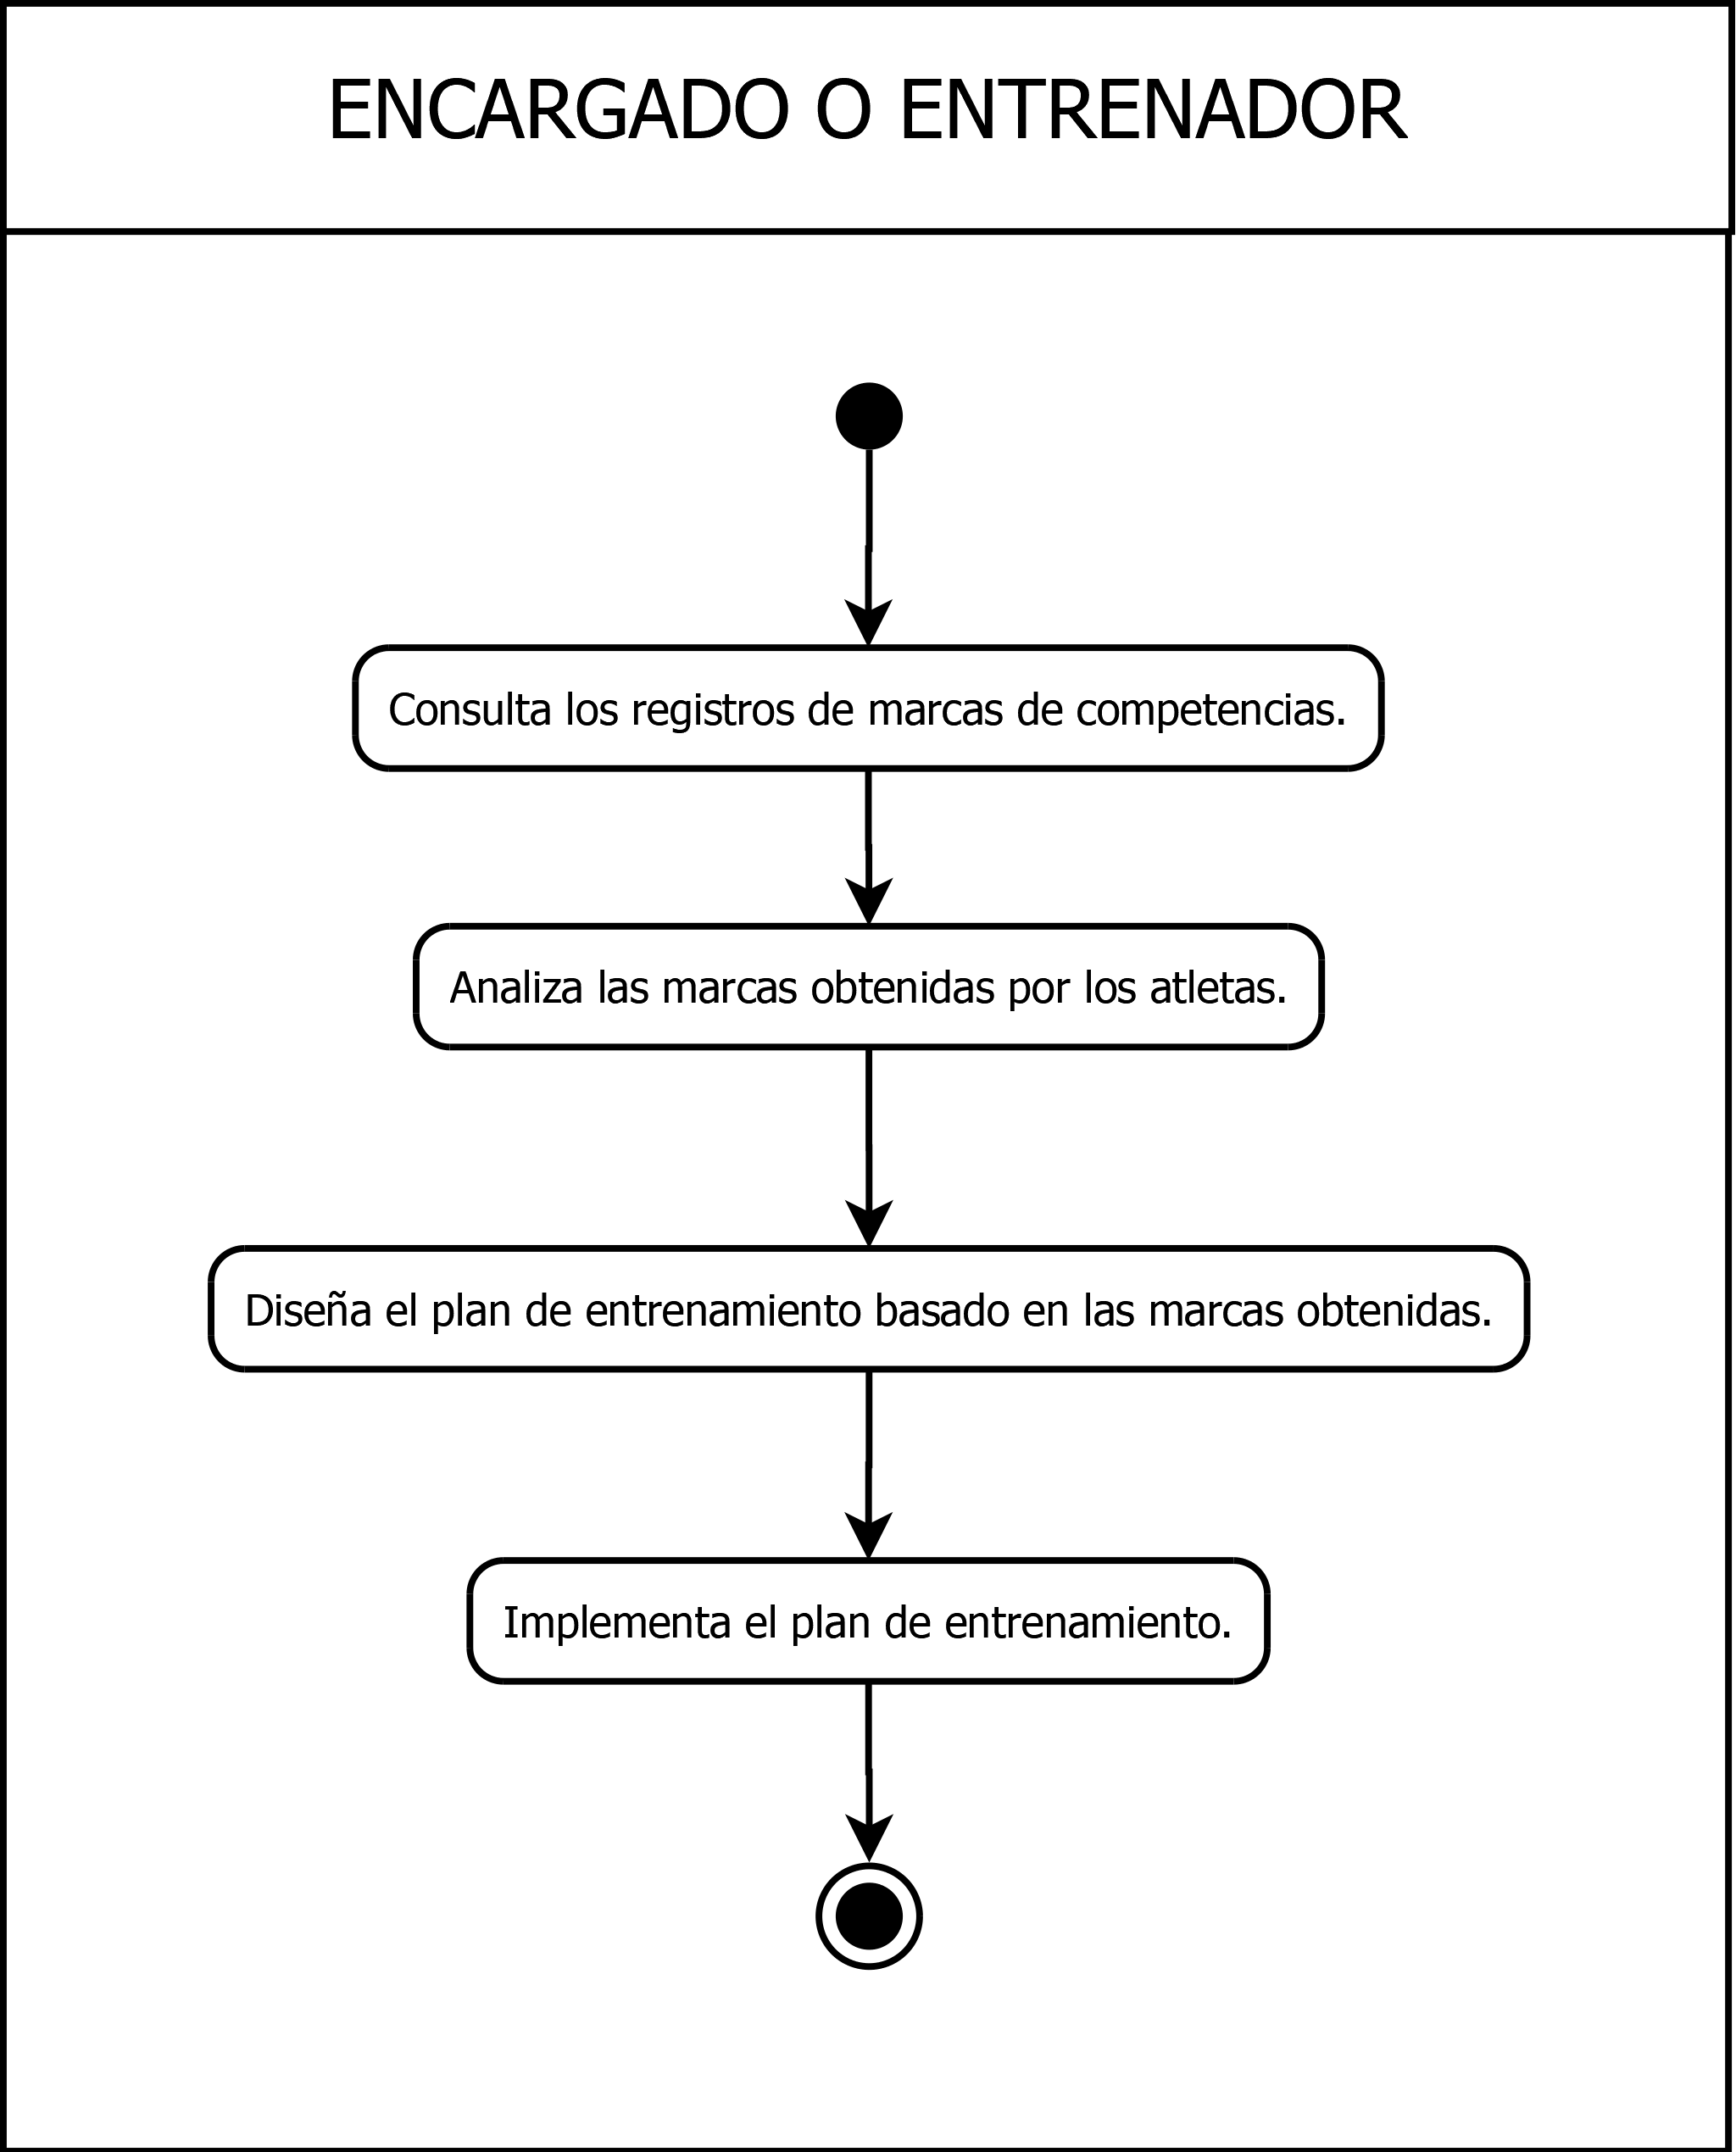 ENCARGADO O ENTRENADOR
Consulta los registros de marcas de competencias.
Analiza las marcas obtenidas por los atletas.
Diseña el plan de entrenamiento basado en las marcas obtenidas.
Implementa el plan de entrenamiento.